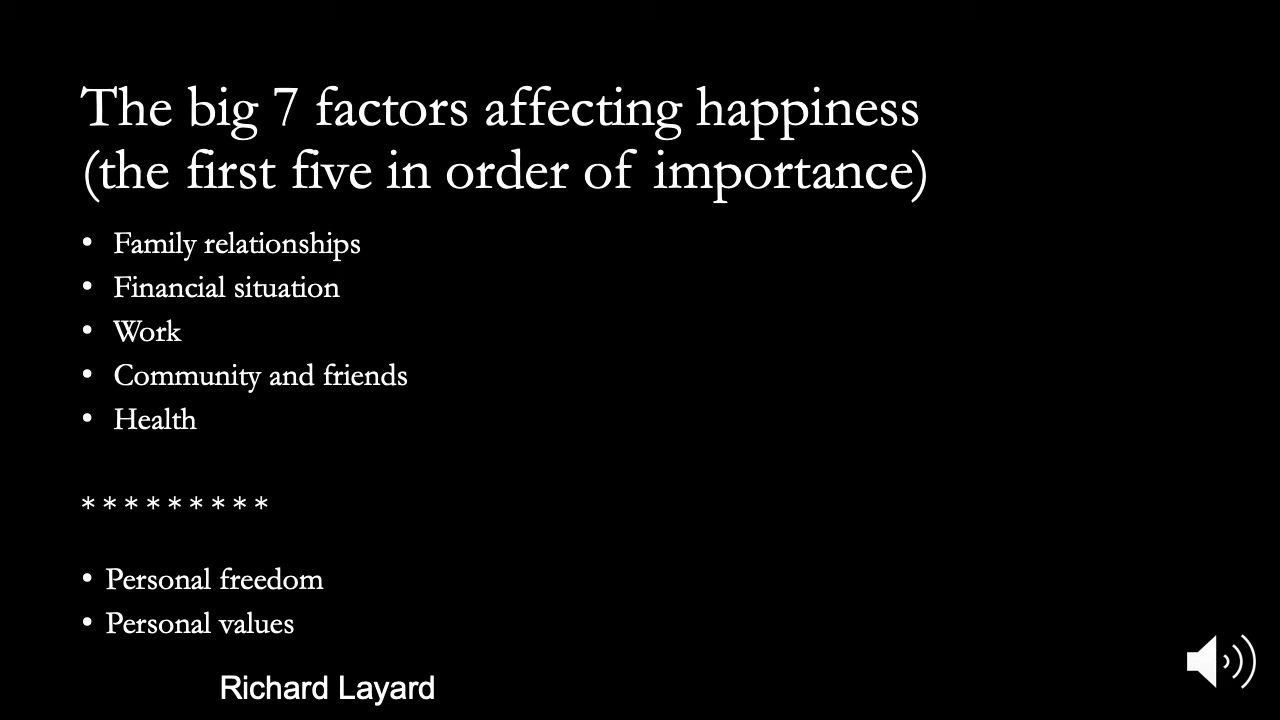 The big 7 factors affecting happiness
(the first five in order of importance)
• Family relationships
• Financial situation
• Work
• Community and friends
• Health
* * * * * * * * *
• Personal freedom
• Personal values
Richard Layard